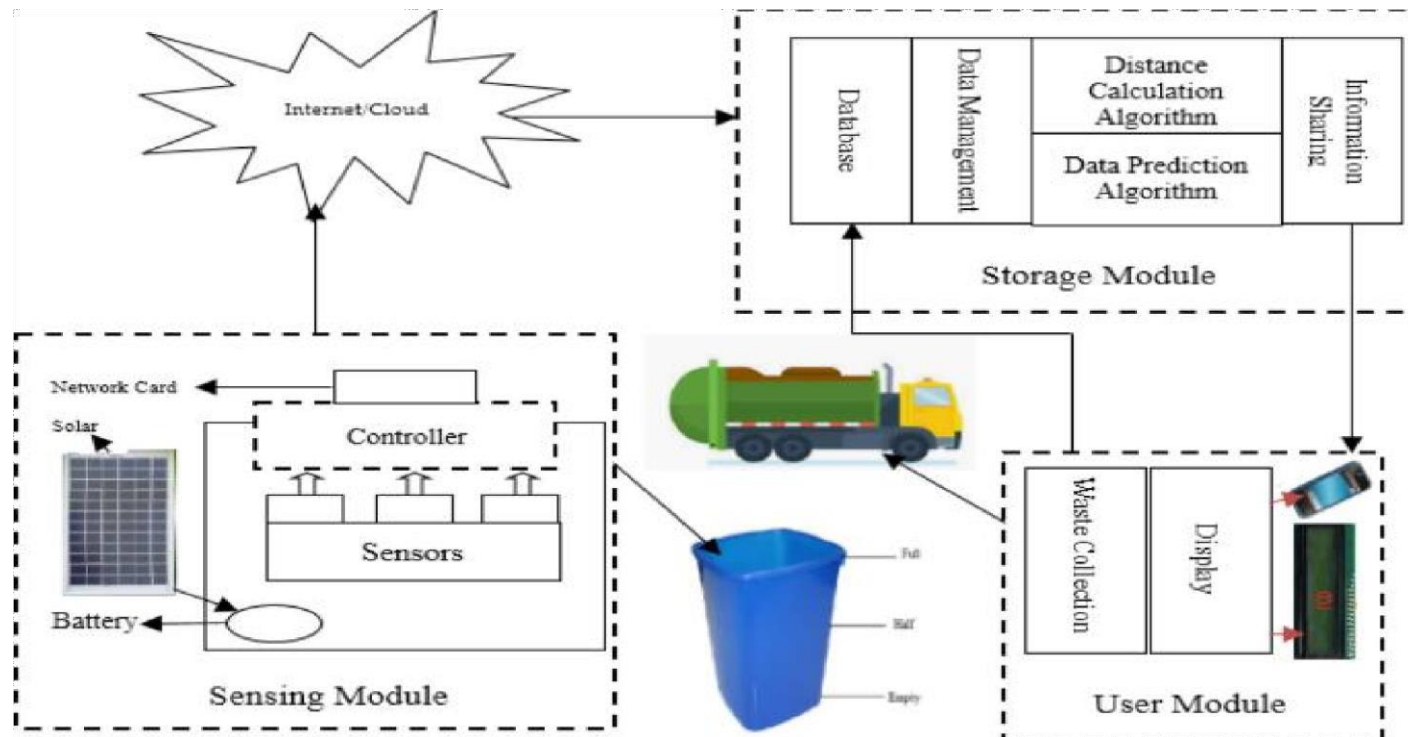 Internet/Cloud
Database
Data Management
Distance
Calculation
Algorithm
Data Prediction
Algorithm
Information
Sharing
Storage Module
Network Card
Solar
Controller
Sensors
Battery
Sensing Module
Full
Half
Empty
Waste Collection
Display
User Module